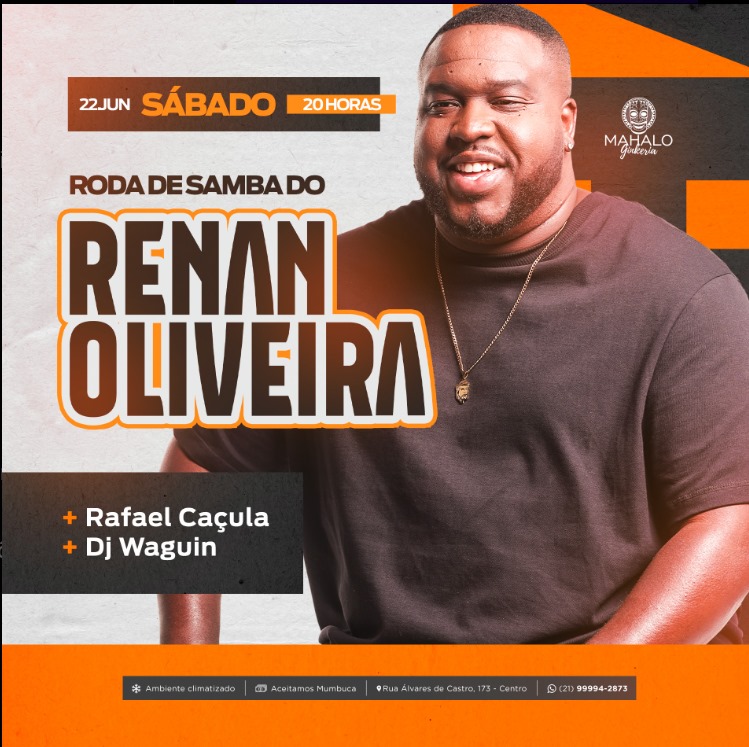 22JUN SÁBADO 20 HORAS
MAHALO
Ginkeria
RODA DE SAMBA DO
RENAN
OLIVEIRA
+ Rafael Caçula
+ Dj Waguin
Ambiente climatizado | Aceitamos Mumbuca | Rua Álvares de Castro, 173 - Centro | (21) 99994-2873